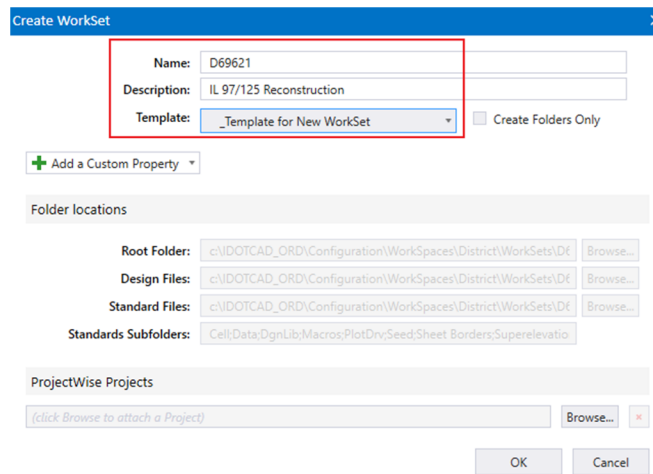 Create WorkSet
Name: D69621
Description: IL 97/125 Reconstruction
Template: _Template for New WorkSet Create Folders Only
Add a Custom Property
Folder locations
Root Folder: c:\IDOTCAD_ORD\Configuration\WorkSpaces\District\WorkSets\D6 Browse...
Design Files: c:\IDOTCAD_ORD\Configuration\WorkSpaces\District\WorkSets\D6 Browse...
Standard Files: c:\IDOTCAD_ORD\Configuration\WorkSpaces\District\WorkSets\D6 Browse...
Standards Subfolders: Cell;Data;DgnLib;Macros;PlotDrv;Seed;Sheet Borders;Superelevatio
ProjectWise Projects
(click Browse to attach a Project) Browse...
OK Cancel